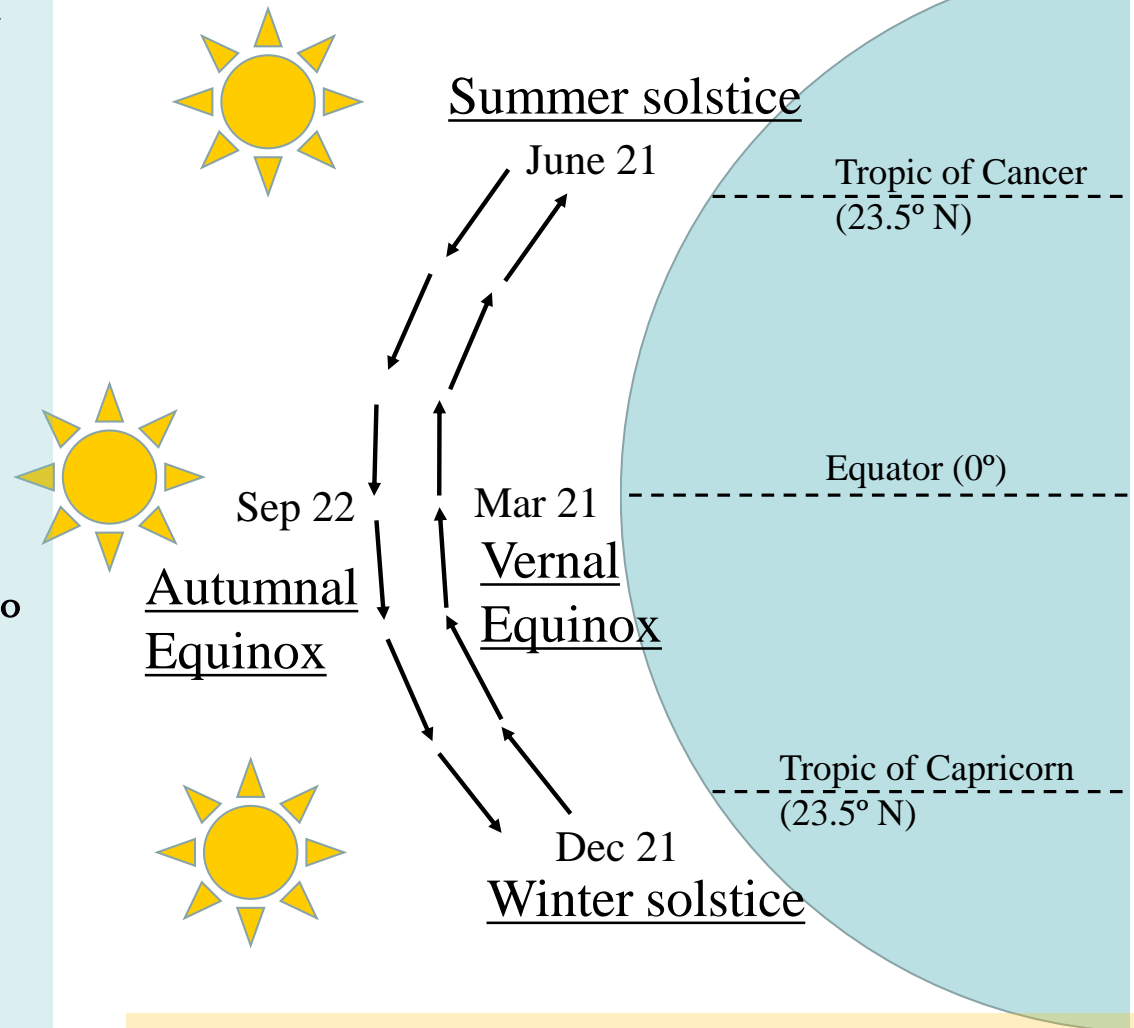 Summer solstice
June 21
Tropic of Cancer
(23.5º N)
Equator (0º)
Sep 22
Mar 21
Vernal
Equinox
Autumnal
Equinox
o
Tropic of Capricorn
(23.5º N)
Dec 21
Winter solstice